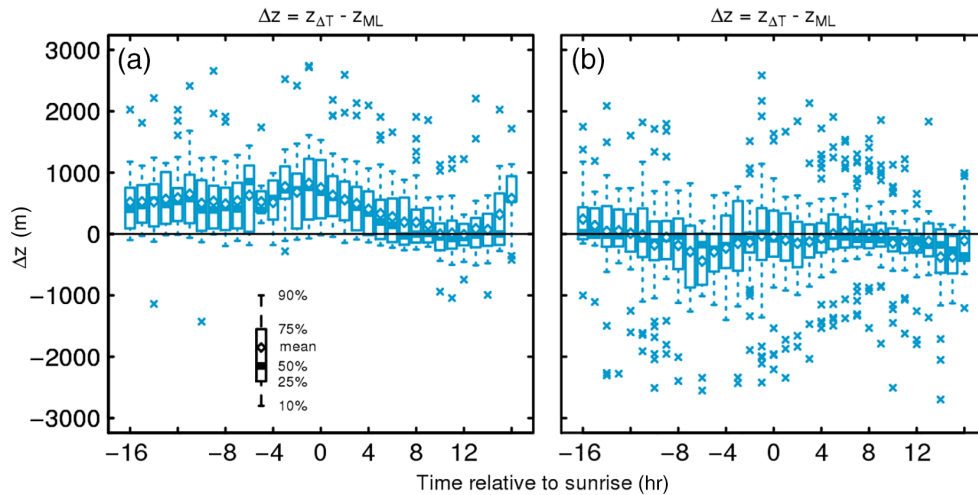 Δz = z_ΔT - z_ML Δz = z_ΔT - z_ML
(a) (b)
3000
2000
1000
0
−1000
−2000
−3000
Δz (m)
90%
75%
mean
50%
25%
10%
−16 −12 −8 −4 0 4 8 12 −16 −12 −8 −4 0 4 8 12
Time relative to sunrise (hr)